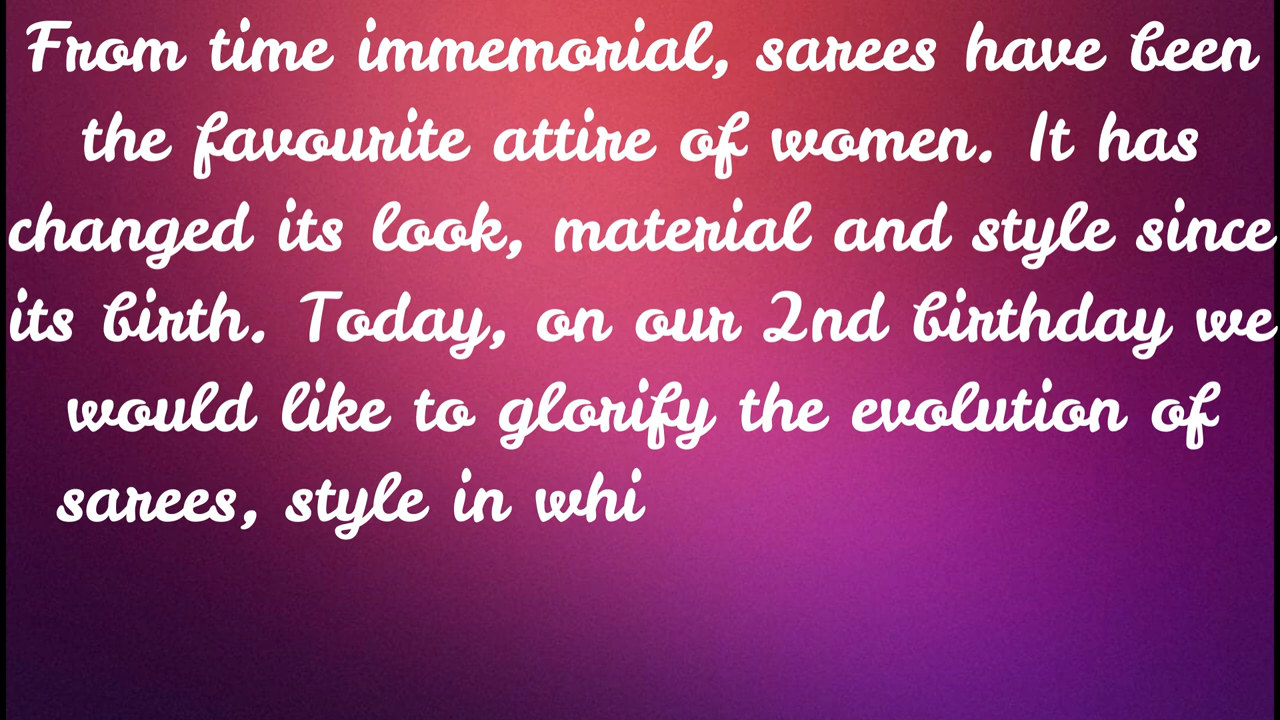 From time immemorial, sarees have been
the favourite attire of women. It has
changed its look, material and style since
its birth. Today, on our 2nd birthday we
would like to glorify the evolution of
sarees, style in whi